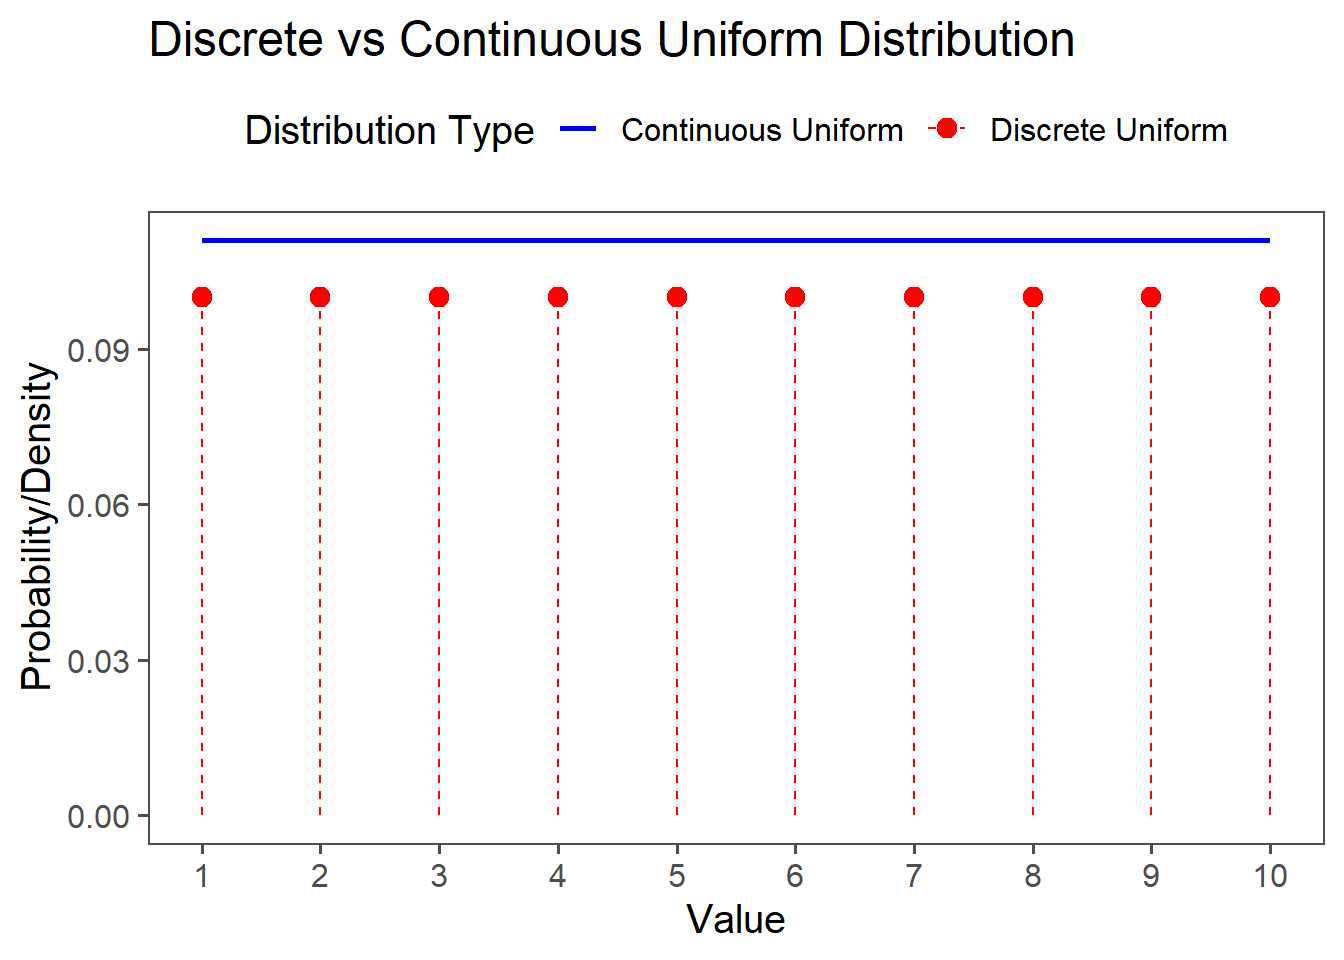 Discrete vs Continuous Uniform Distribution
Distribution Type Continuous Uniform Discrete Uniform
Probability/Density
0.09
0.06
0.03
0.00
1 2 3 4 5 6 7 8 9 10
Value